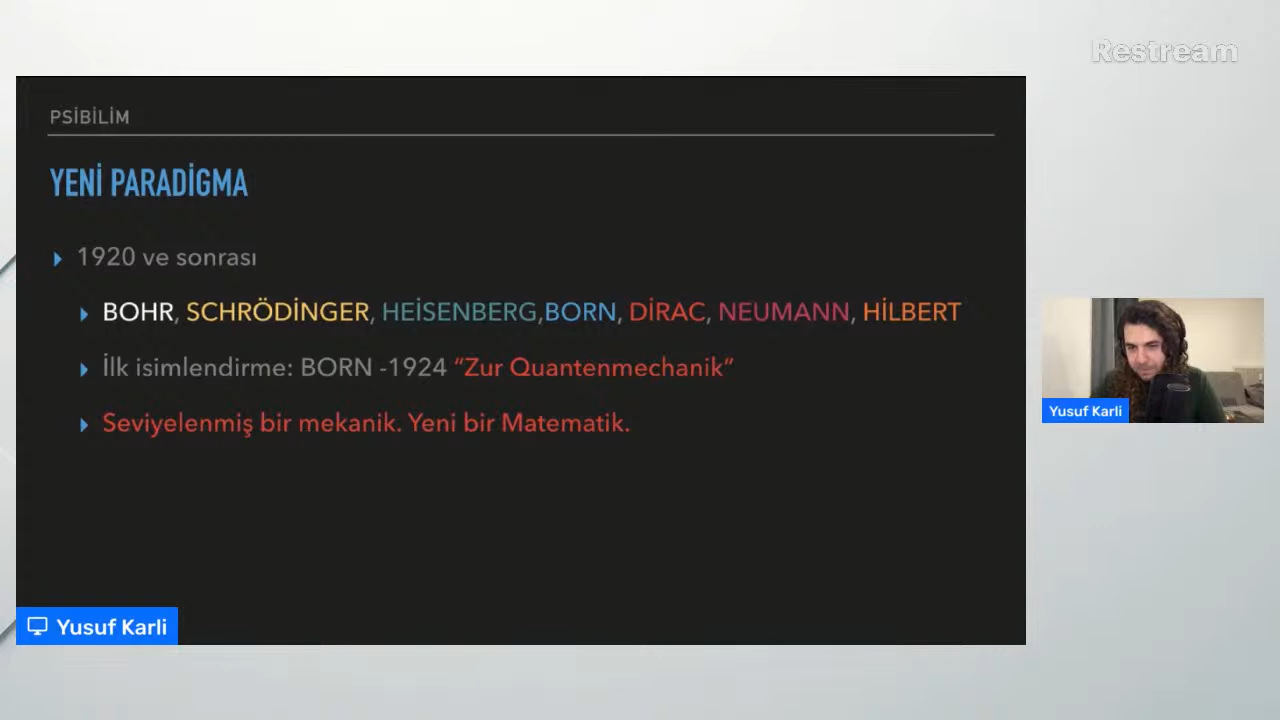 Restream
PSİBİLİM
YENİ PARADİGMA
1920 ve sonrası
BOHR, SCHRÖDİNGER, HEİSENBERG,BORN, DİRAC, NEUMANN, HİLBERT
İlk isimlendirme: BORN -1924 “Zur Quantenmechanik”
Seviyelenmiş bir mekanik. Yeni bir Matematik.
Yusuf Karli
Yusuf Karli